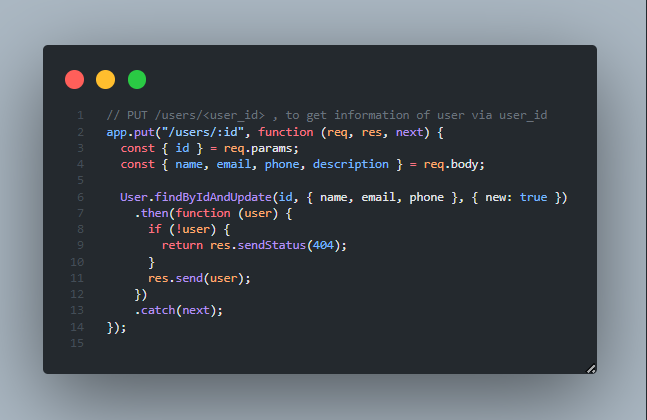 1 // PUT /users/<user_id> , to get information of user via user_id
2 app.put("/users/:id", function (req, res, next) {
3 const { id } = req.params;
4 const { name, email, phone, description } = req.body;
5
6 User.findByIdAndUpdate(id, { name, email, phone }, { new: true })
7 .then(function (user) {
8 if (!user) {
9 return res.sendStatus(404);
10 }
11 res.send(user);
12 })
13 .catch(next);
14 });
15